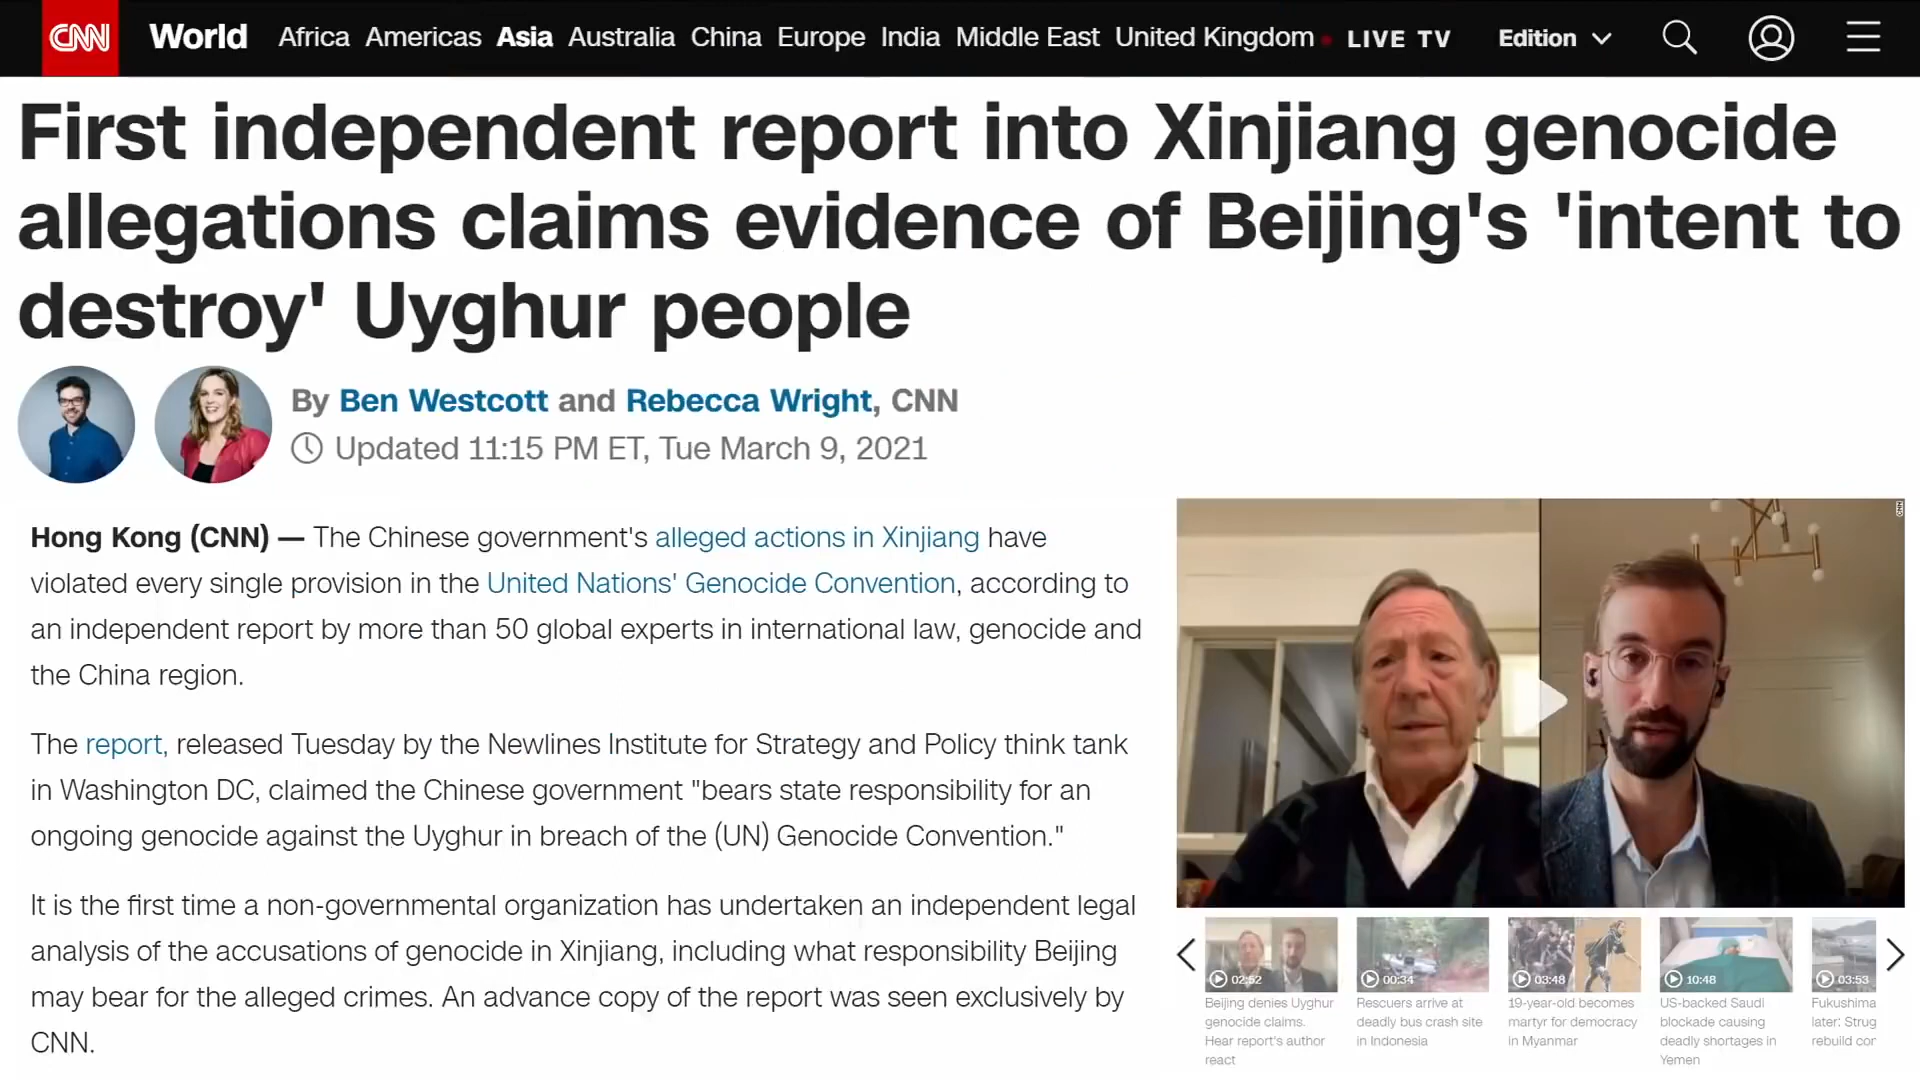 CNN World Africa Americas Asia Australia China Europe India Middle East United Kingdom LIVE TV Edition
First independent report into Xinjiang genocide
allegations claims evidence of Beijing's 'intent to
destroy' Uyghur people
By Ben Westcott and Rebecca Wright, CNN
Updated 11:15 PM ET, Tue March 9, 2021
Hong Kong (CNN) — The Chinese government's alleged actions in Xinjiang have
violated every single provision in the United Nations' Genocide Convention, according to
an independent report by more than 50 global experts in international law, genocide and
the China region.
The report, released Tuesday by the Newlines Institute for Strategy and Policy think tank
in Washington DC, claimed the Chinese government "bears state responsibility for an
ongoing genocide against the Uyghur in breach of the (UN) Genocide Convention."
It is the first time a non-governmental organization has undertaken an independent legal
analysis of the accusations of genocide in Xinjiang, including what responsibility Beijing
may bear for the alleged crimes. An advance copy of the report was seen exclusively by
CNN.
CNN
02:52
Beijing denies Uyghur
genocide claims.
Hear report's author
react
00:34
Rescuers arrive at
deadly bus crash site
in Indonesia
03:48
19-year-old becomes
martyr for democracy
in Myanmar
10:48
US-backed Saudi
blockade causing
deadly shortages in
Yemen
03:53
Fukushima
later: Strug
rebuild cor